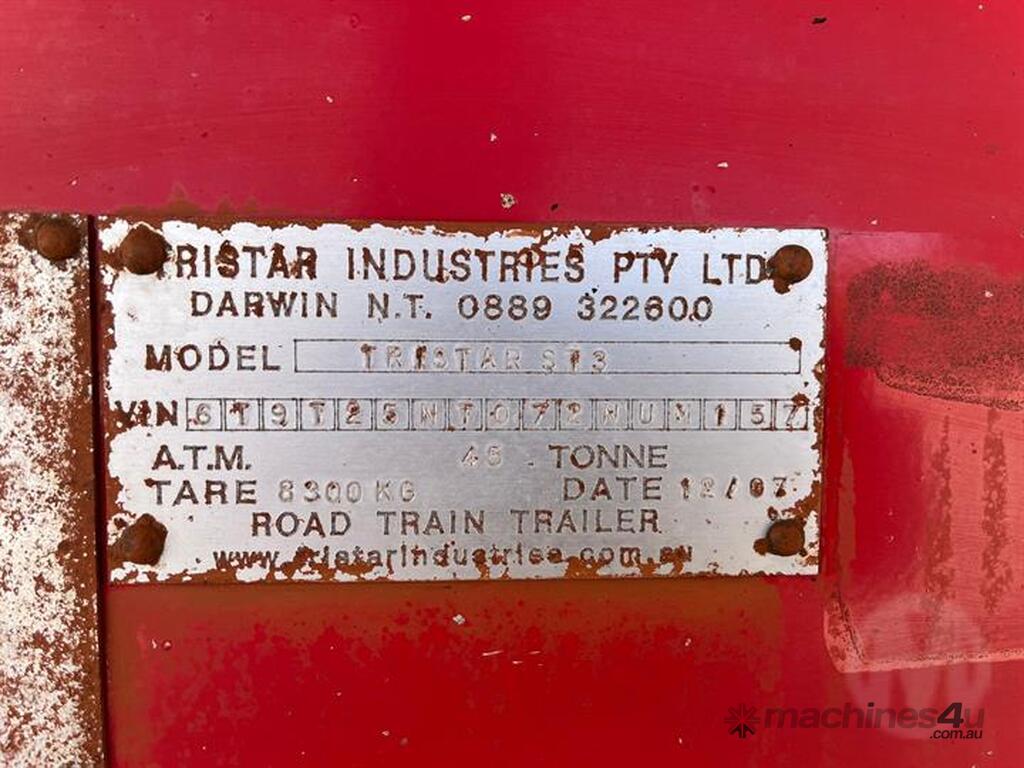 TRISTAR INDUSTRIES PTY LTD
DARWIN N.T. 0889 322600
MODEL TRISTAR ST3
VIN 6T9T25NT072NUM157
A.T.M. 45 TONNE
TARE 8300 KG DATE 12/07
ROAD TRAIN TRAILER
www.tristarindustries.com.au
machines4u
.com.au